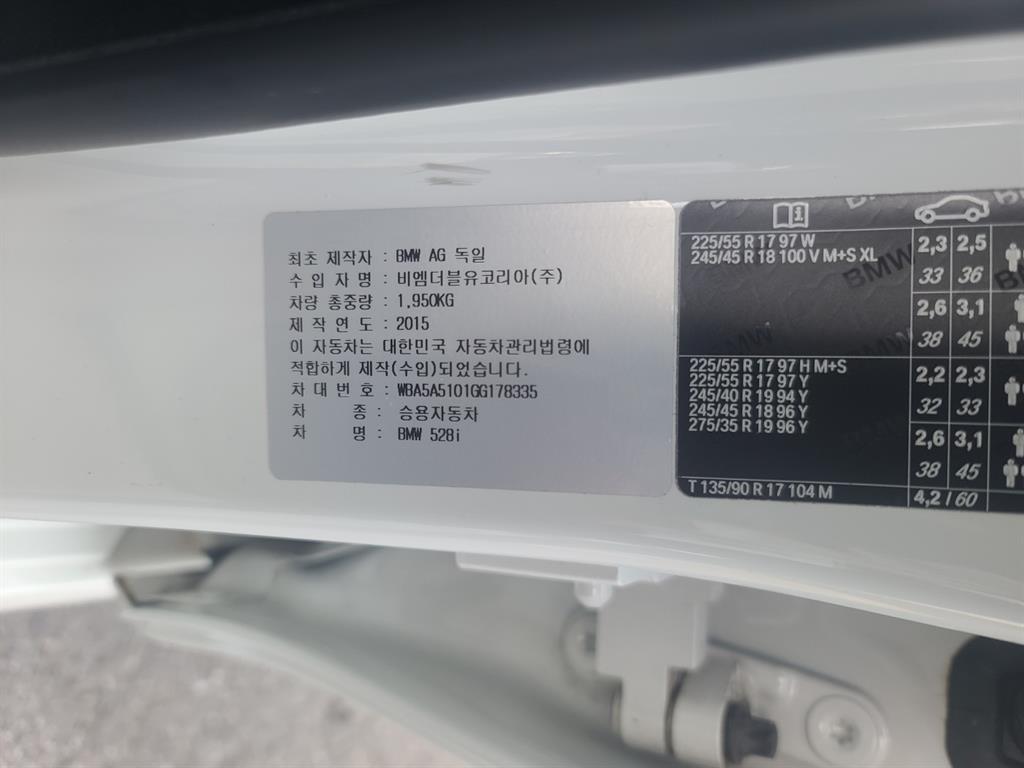 최초 제작자 : BMW AG 독일
수 입 자 명 : 비엠더블유코리아(주)
차량 총중량 : 1,950KG
제 작 연 도 : 2015
이 자동차는 대한민국 자동차관리법령에
적합하게 제작(수입)되었습니다.
차 대 번 호 : WBA5A5101GG178335
차 종 : 승용자동차
차 명 : BMW 528i
225/55 R 17 97 W
245/45 R 18 100 V M+S XL
2,3 2,5
33 36
2,6 3,1
38 45
225/55 R 17 97 H M+S
225/55 R 17 97 Y
245/40 R 19 94 Y
245/45 R 18 96 Y
275/35 R 19 96 Y
2,2 2,3
32 33
2,6 3,1
38 45
T 135/90 R 17 104 M
4,2 / 60
BMW